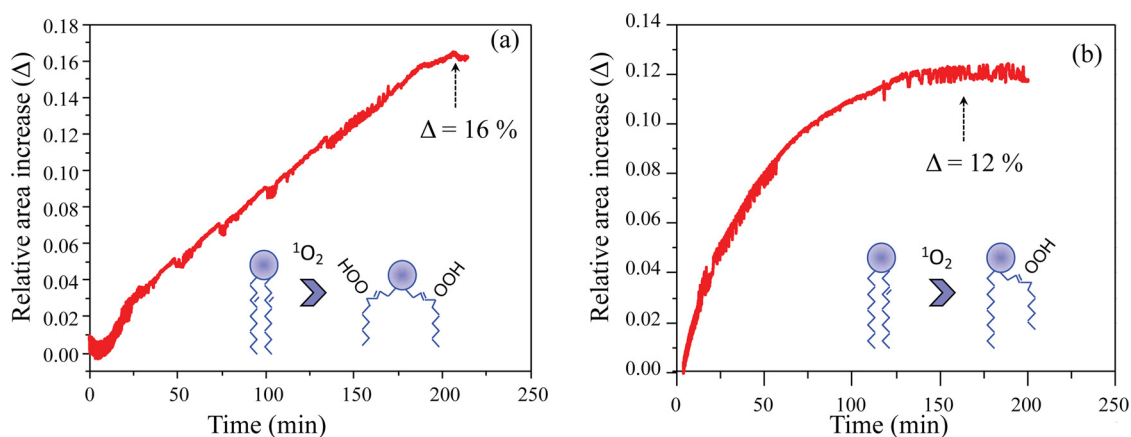 (a)
Relative area increase (Δ)
0.18
0.16
0.14
0.12
0.10
0.08
0.06
0.04
0.02
0.00
Δ = 16 %
¹O₂
HOO
OOH
0 50 100 150 200 250
Time (min)
(b)
Relative area increase (Δ)
0.14
0.12
0.10
0.08
0.06
0.04
0.02
0.00
Δ = 12 %
¹O₂
OOH
0 50 100 150 200 250
Time (min)